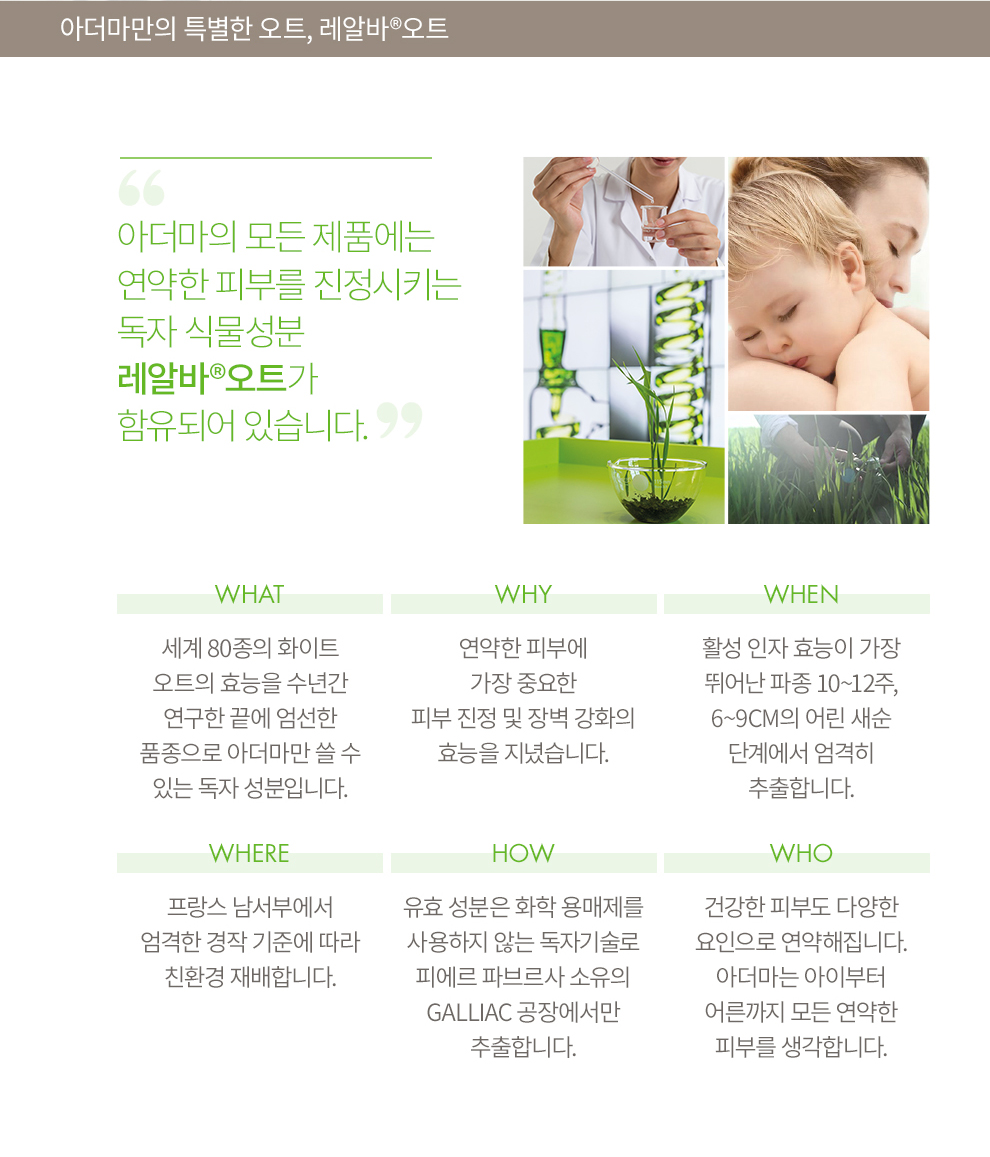 아더마만의 특별한 오트, 레알바®오트
“
아더마의 모든 제품에는
연약한 피부를 진정시키는
독자 식물성분
레알바®오트가
함유되어 있습니다. ”
WHAT
세계 80종의 화이트
오트의 효능을 수년간
연구한 끝에 엄선한
품종으로 아더마만 쓸 수
있는 독자 성분입니다.
WHY
연약한 피부에
가장 중요한
피부 진정 및 장벽 강화의
효능을 지녔습니다.
WHEN
활성 인자 효능이 가장
뛰어난 파종 10~12주,
6~9CM의 어린 새순
단계에서 엄격히
추출합니다.
WHERE
프랑스 남서부에서
엄격한 경작 기준에 따라
친환경 재배합니다.
HOW
유효 성분은 화학 용매제를
사용하지 않는 독자기술로
피에르 파브르사 소유의
GALLIAC 공장에서만
추출합니다.
WHO
건강한 피부도 다양한
요인으로 연약해집니다.
아더마는 아이부터
어른까지 모든 연약한
피부를 생각합니다.